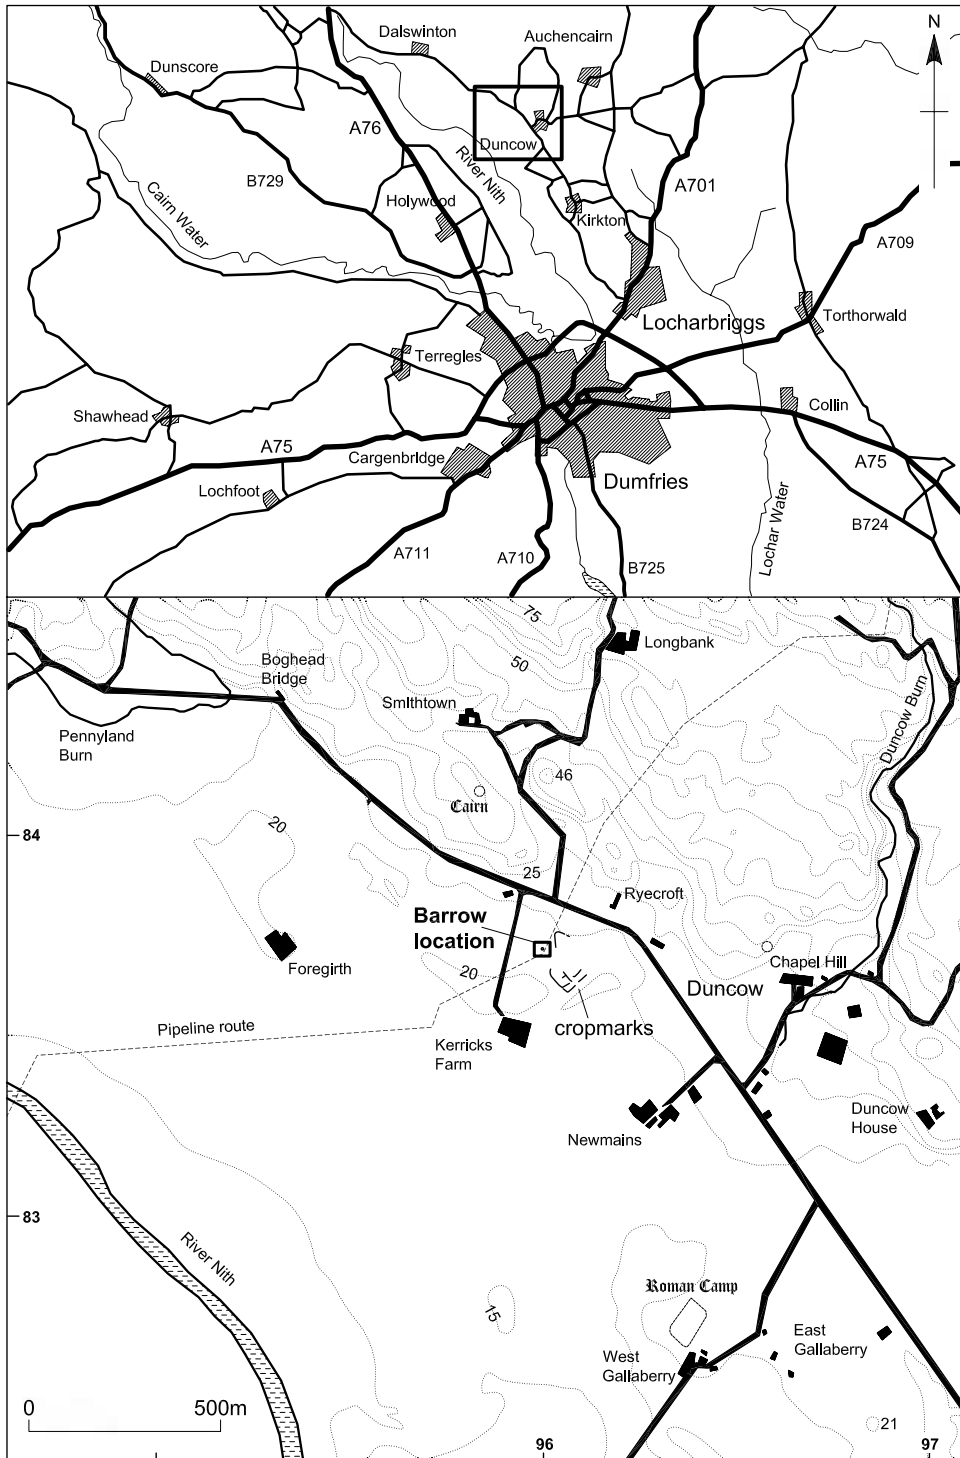 N
Dalswinton
Auchencairn
Dunscore
A76
Duncow
River Nith
B729
A701
Cairn Water
Holywood
Kirkton
A709
Locharbriggs
Torthorwald
Terregles
Shawhead
Collin
A75
Cargenbridge
A75
Lochfoot
Dumfries
Lochar Water
B724
A711
A710
B725
75
Longbank
50
Boghead
Bridge
Smithtown
Duncow Burn
Pennyland
Burn
46
Cairn
20
84
25
Ryecroft
Barrow
location
20
Foregirth
Chapel Hill
Duncow
Pipeline route
cropmarks
Kerricks
Farm
Newmains
Duncow
House
83
River Nith
Roman Camp
15
East
Gallaberry
West
Gallaberry
0
500m
21
96
97